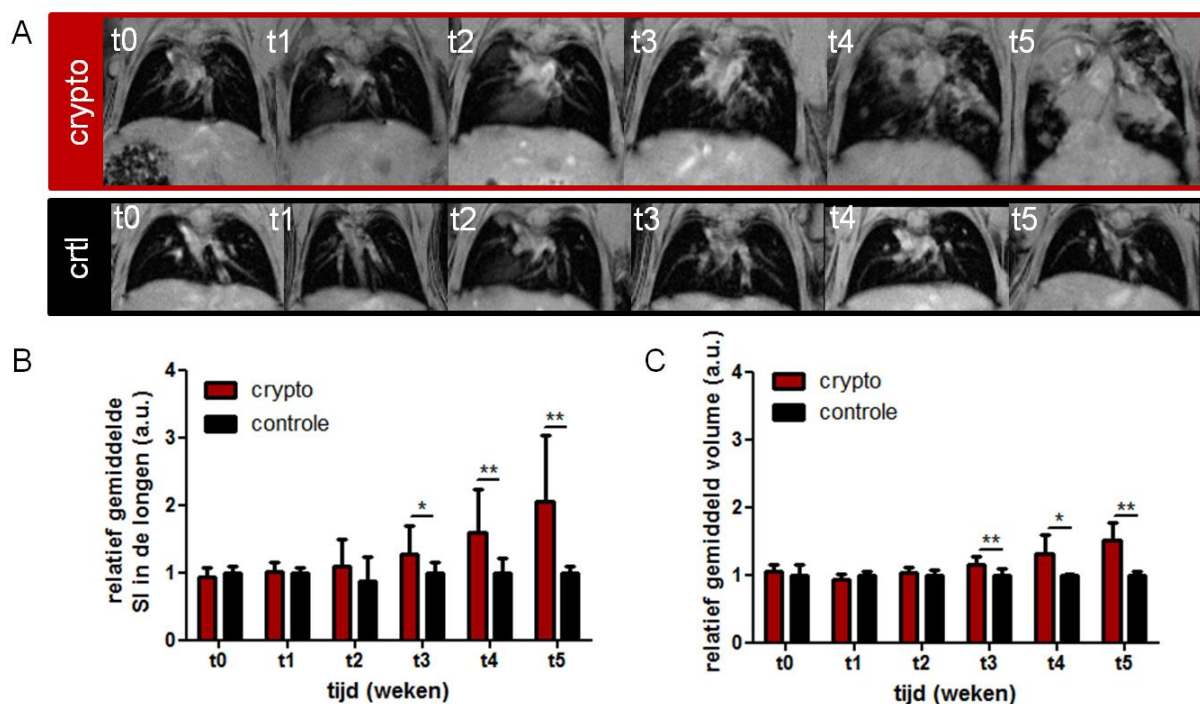 A
crypto
t0 t1 t2 t3 t4 t5
crtl
t0 t1 t2 t3 t4 t5
B
relatief gemiddelde
SI in de longen (a.u.)
4
3
2
1
0
crypto
controle
* ** **
t0 t1 t2 t3 t4 t5
tijd (weken)
C
relatief gemiddeld volume (a.u.)
4
3
2
1
0
crypto
controle
** * **
t0 t1 t2 t3 t4 t5
tijd (weken)